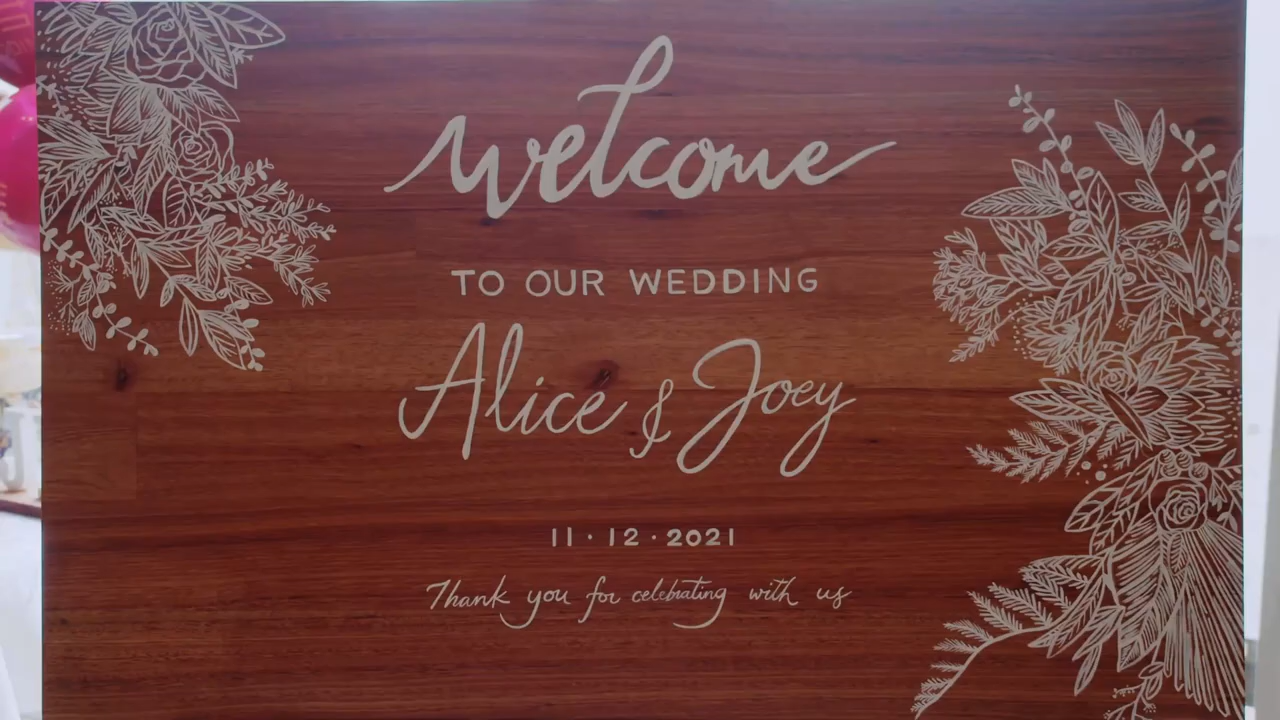 welcome
TO OUR WEDDING
Alice & Joey
11·12·2021
Thank you for celebrating with us